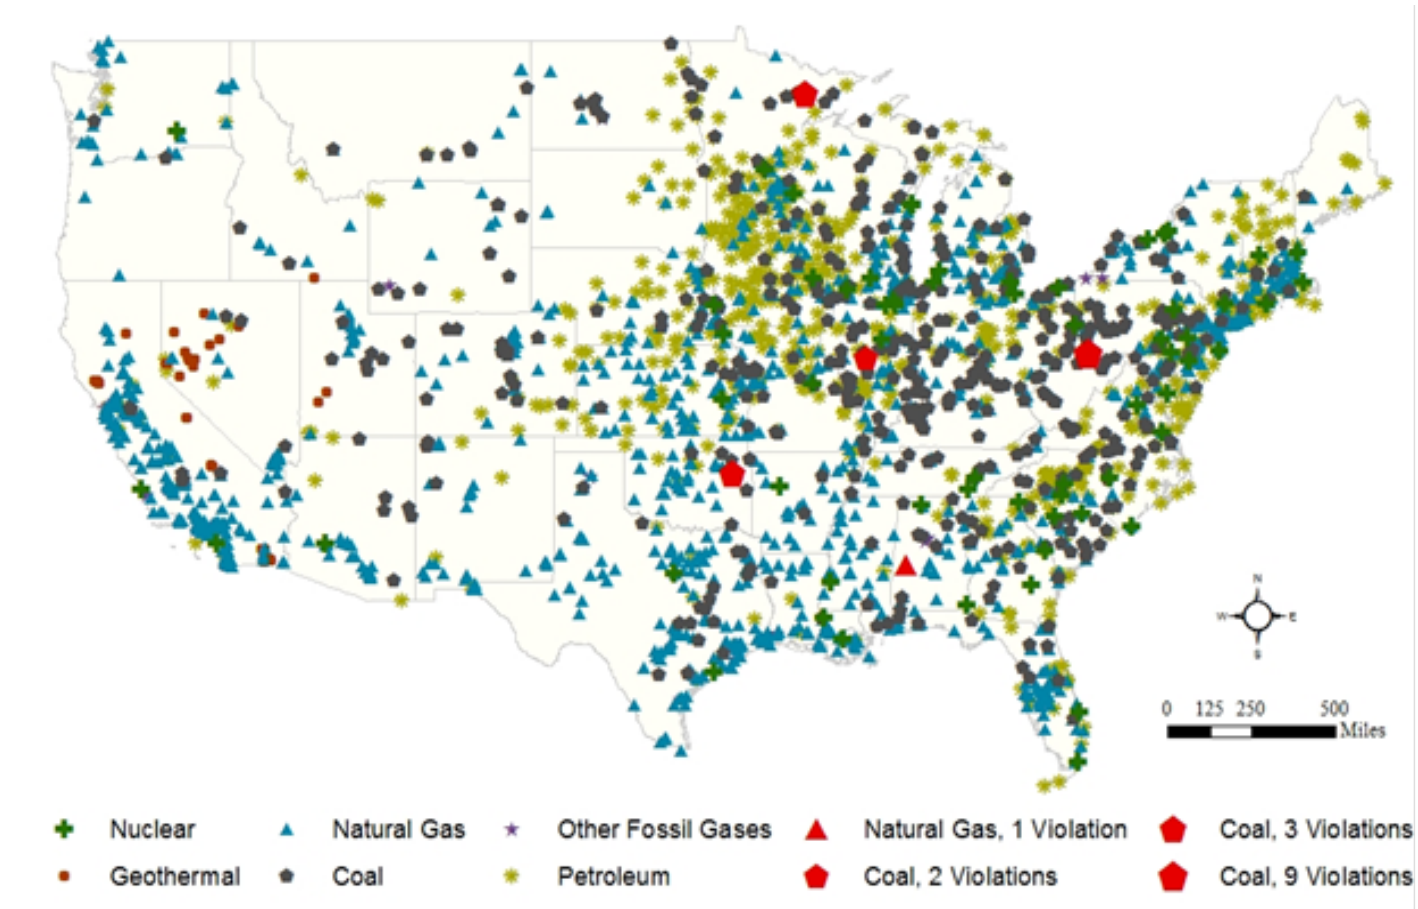 N
W E
S
0 125 250 500
Miles
Nuclear Natural Gas Other Fossil Gases Natural Gas, 1 Violation Coal, 3 Violations
Geothermal Coal Petroleum Coal, 2 Violations Coal, 9 Violations